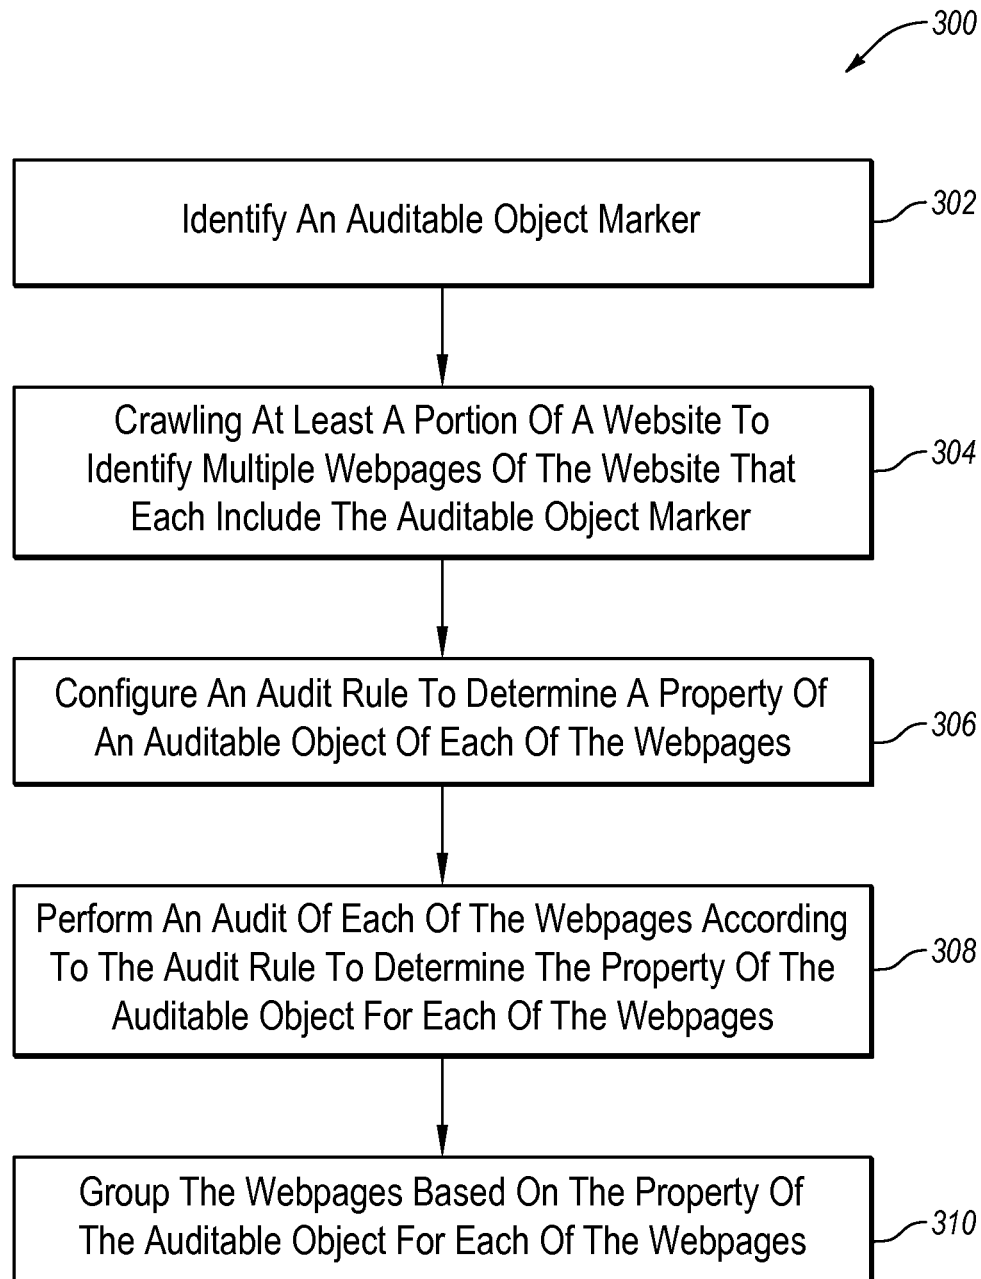 300
Identify An Auditable Object Marker
302
Crawling At Least A Portion Of A Website To
Identify Multiple Webpages Of The Website That
Each Include The Auditable Object Marker
304
Configure An Audit Rule To Determine A Property Of
An Auditable Object Of Each Of The Webpages
306
Perform An Audit Of Each Of The Webpages According
To The Audit Rule To Determine The Property Of The
Auditable Object For Each Of The Webpages
308
Group The Webpages Based On The Property Of
The Auditable Object For Each Of The Webpages
310